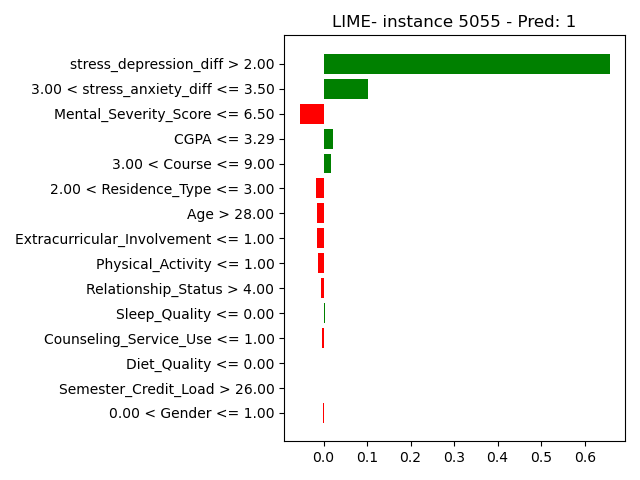 LIME- instance 5055 - Pred: 1
stress_depression_diff > 2.00
3.00 < stress_anxiety_diff <= 3.50
Mental_Severity_Score <= 6.50
CGPA <= 3.29
3.00 < Course <= 9.00
2.00 < Residence_Type <= 3.00
Age > 28.00
Extracurricular_Involvement <= 1.00
Physical_Activity <= 1.00
Relationship_Status > 4.00
Sleep_Quality <= 0.00
Counseling_Service_Use <= 1.00
Diet_Quality <= 0.00
Semester_Credit_Load > 26.00
0.00 < Gender <= 1.00
0.0 0.1 0.2 0.3 0.4 0.5 0.6